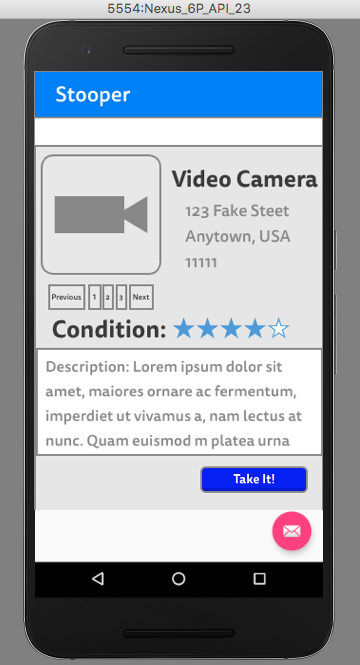 5554:Nexus_6P_API_23
Stooper
Video Camera
123 Fake Steet
Anytown, USA
11111
Previous 1 2 3 Next
Condition:
Description: Lorem ipsum dolor sit
amet, maiores ornare ac fermentum,
imperdiet ut vivamus a, nam lectus at
nunc. Quam euismod m platea urna
Take It!